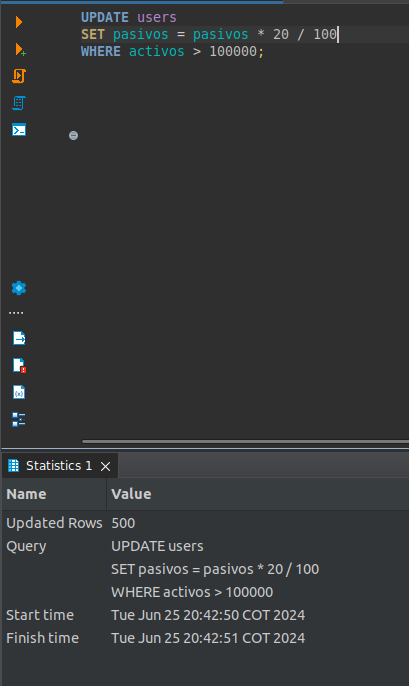 UPDATE users
SET pasivos = pasivos * 20 / 100
WHERE activos > 100000;
Statistics 1
Name Value
Updated Rows 500
Query UPDATE users
SET pasivos = pasivos * 20 / 100
WHERE activos > 100000
Start time Tue Jun 25 20:42:50 COT 2024
Finish time Tue Jun 25 20:42:51 COT 2024